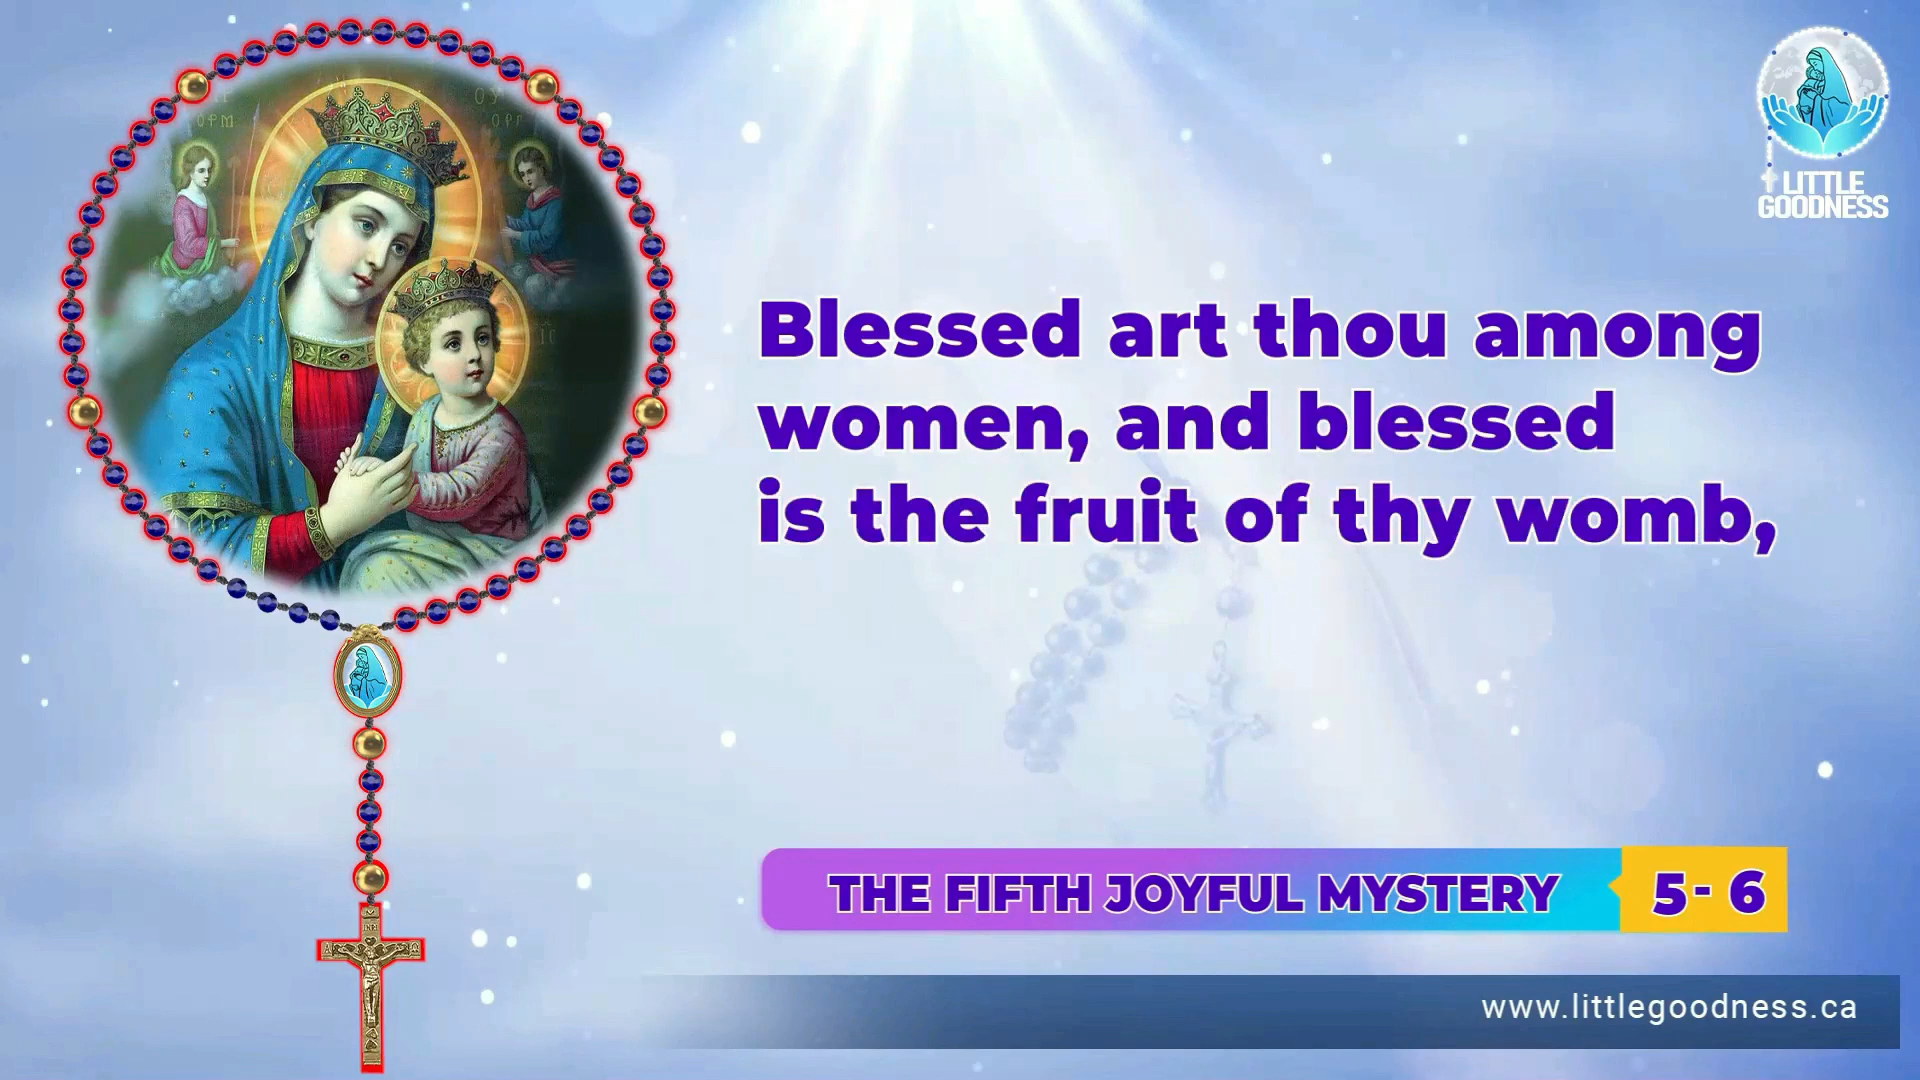 LITTLE
GOODNESS
Blessed art thou among
women, and blessed
is the fruit of thy womb,
THE FIFTH JOYFUL MYSTERY 5- 6
www.littlegoodness.ca
INRI